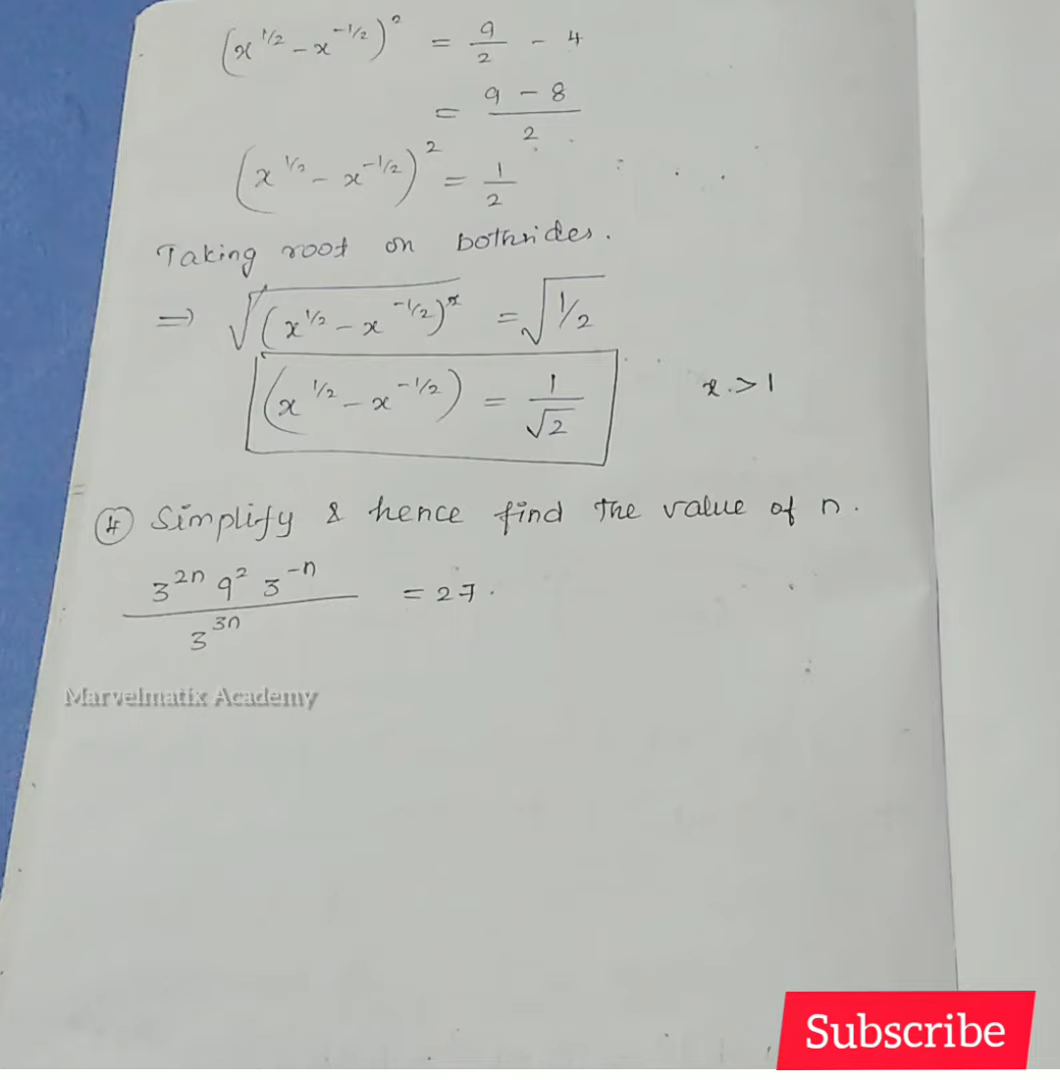 (x^1/2 - x^-1/2)^2 = 9/2 - 4
= 9 - 8 / 2
(x^1/2 - x^-1/2)^2 = 1/2
Taking root on bothsides.
⇒ √(x^1/2 - x^-1/2)^2 = √1/2
(x^1/2 - x^-1/2) = 1/√2 x > 1
④ Simplify & hence find the value of n.
3^2n 9^2 3^-n / 3^3n = 27.
Marvelmatix Academy
Subscribe